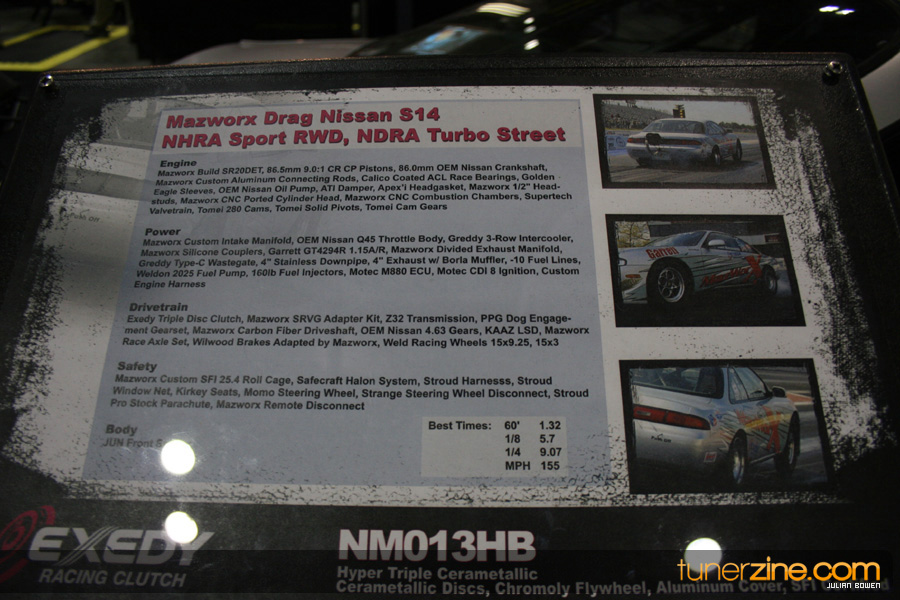 Mazworx Drag Nissan S14
NHRA Sport RWD, NDRA Turbo Street
Engine
Mazworx Build SR20DET, 86.5mm 9.0:1 CR CP Pistons, 86.0mm OEM Nissan Crankshaft,
Mazworx Custom Aluminum Connecting Rods, Calico Coated ACL Race Bearings, Golden
Eagle Sleeves, OEM Nissan Oil Pump, ATI Damper, Apex'i Headgasket, Mazworx 1/2" Head-
studs, Mazworx CNC Ported Cylinder Head, Mazworx CNC Combustion Chambers, Supertech
Valvetrain, Tomei 280 Cams, Tomei Solid Pivots, Tomei Cam Gears
Power
Mazworx Custom Intake Manifold, OEM Nissan Q45 Throttle Body, Greddy 3-Row Intercooler,
Mazworx Silicone Couplers, Garrett GT4294R 1.15A/R, Mazworx Divided Exhaust Manifold,
Greddy Type-C Wastegate, 4" Stainless Downpipe, 4" Exhaust w/ Borla Muffler, -10 Fuel Lines,
Weldon 2025 Fuel Pump, 160lb Fuel Injectors, Motec M880 ECU, Motec CDI 8 Ignition, Custom
Engine Harness
Drivetrain
Exedy Triple Disc Clutch, Mazworx SRVG Adapter Kit, Z32 Transmission, PPG Dog Engage-
ment Gearset, Mazworx Carbon Fiber Driveshaft, OEM Nissan 4.63 Gears, KAAZ LSD, Mazworx
Race Axle Set, Wilwood Brakes Adapted by Mazworx, Weld Racing Wheels 15x9.25, 15x3
Safety
Mazworx Custom SFI 25.4 Roll Cage, Safecraft Halon System, Stroud Harnesss, Stroud
Window Net, Kirkey Seats, Momo Steering Wheel, Strange Steering Wheel Disconnect, Stroud
Pro Stock Parachute, Mazworx Remote Disconnect
Body
JUN Front
Best Times: 60' 1.32
1/8 5.7
1/4 9.07
MPH 155
Garrett
EXEDY
RACING CLUTCH
NM013HB
Hyper Triple Cerametallic
Cerametallic Discs, Chromoly Flywheel, Aluminum Cover, SFI
tunerzine.com
JULIAN BOWEN